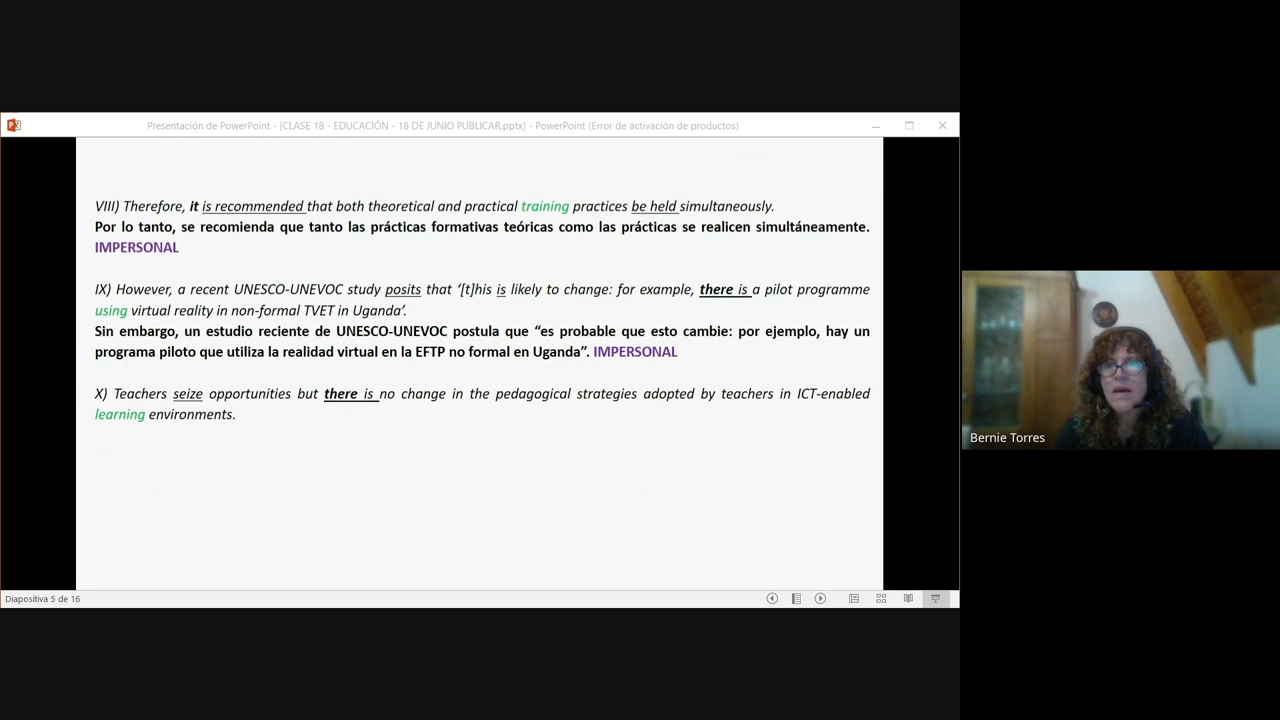 Presentación de PowerPoint - [CLASE 18 - EDUCACIÓN - 18 DE JUNIO PUBLICAR.pptx] - PowerPoint (Error de activación de productos)
VIII) Therefore, it is recommended that both theoretical and practical training practices be held simultaneously.
Por lo tanto, se recomienda que tanto las prácticas formativas teóricas como las prácticas se realicen simultáneamente.
IMPERSONAL
IX) However, a recent UNESCO-UNEVOC study posits that ‘[t]his is likely to change: for example, there is a pilot programme
using virtual reality in non-formal TVET in Uganda’.
Sin embargo, un estudio reciente de UNESCO-UNEVOC postula que “es probable que esto cambie: por ejemplo, hay un
programa piloto que utiliza la realidad virtual en la EFTP no formal en Uganda”. IMPERSONAL
X) Teachers seize opportunities but there is no change in the pedagogical strategies adopted by teachers in ICT-enabled
learning environments.
Bernie Torres
Diapositiva 5 de 16